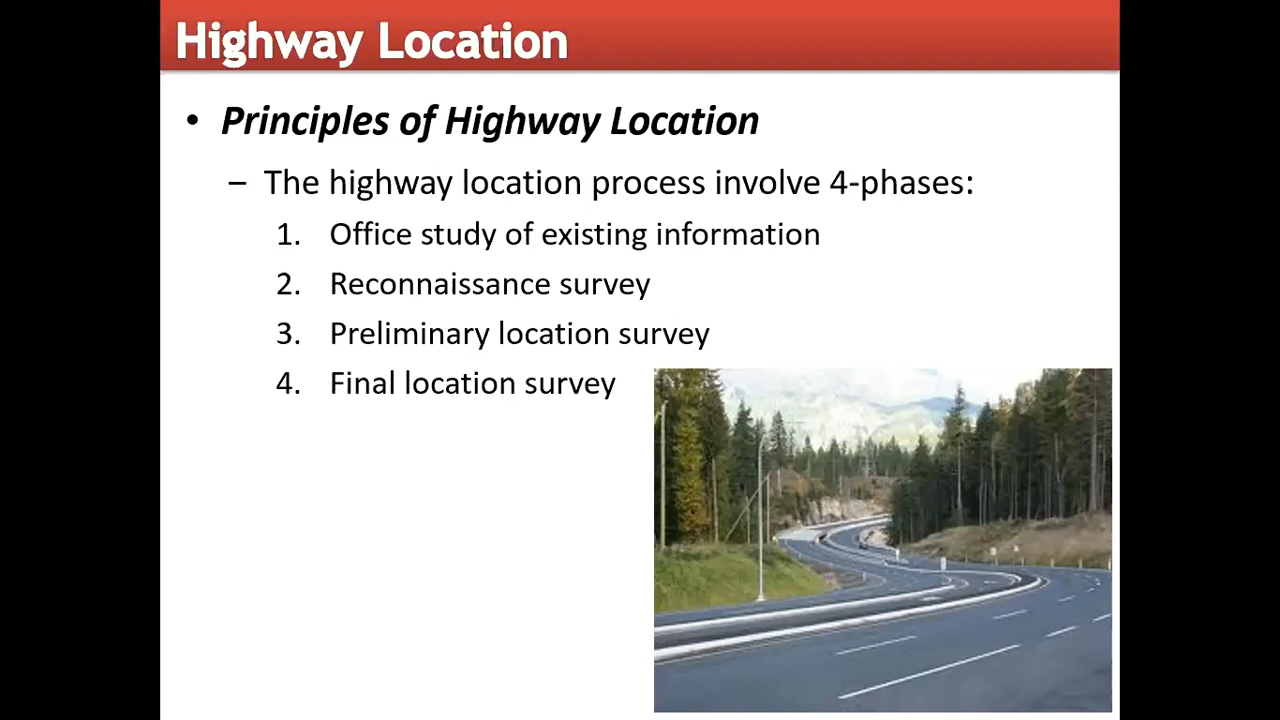 Highway Location
• Principles of Highway Location
– The highway location process involve 4-phases:
1. Office study of existing information
2. Reconnaissance survey
3. Preliminary location survey
4. Final location survey